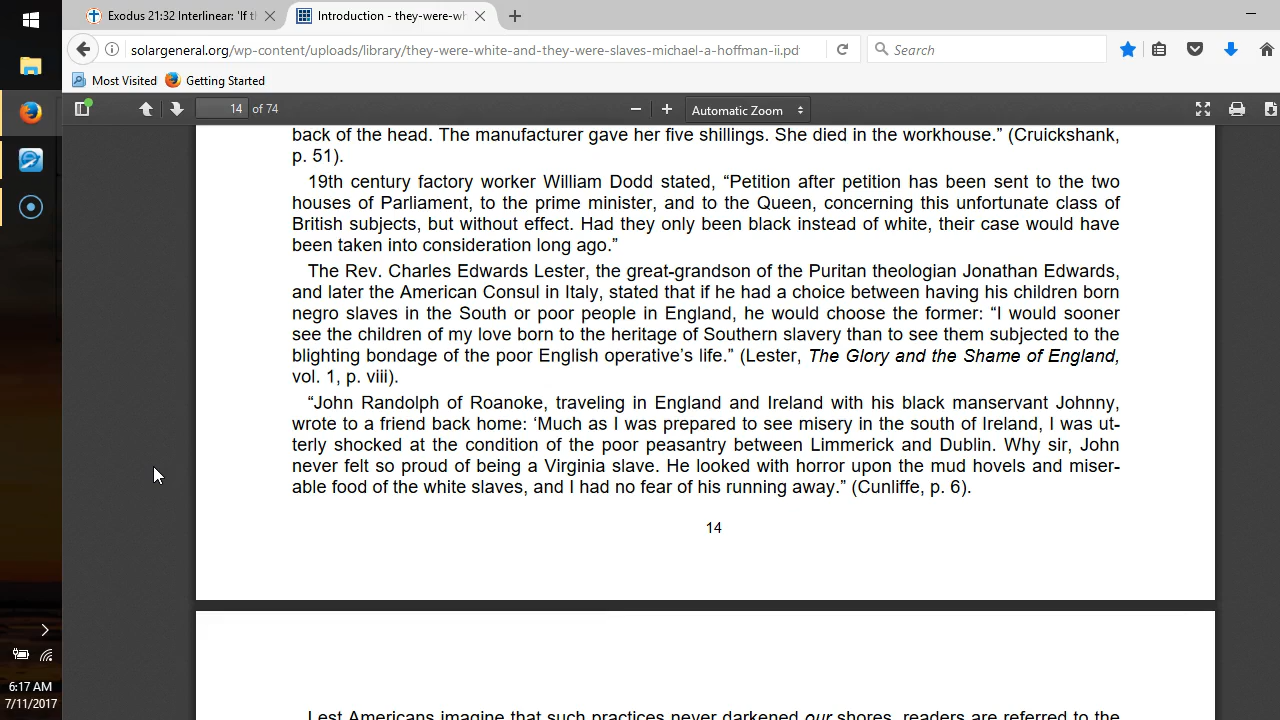 Exodus 21:32 Interlinear: 'If th
Introduction - they-were-wh
solargeneral.org/wp-content/uploads/library/they-were-white-and-they-were-slaves-michael-a-hoffman-ii.pd
Search
Most Visited
Getting Started
14 of 74
Automatic Zoom
back of the head. The manufacturer gave her five shillings. She died in the workhouse.” (Cruickshank,
p. 51).
19th century factory worker William Dodd stated, “Petition after petition has been sent to the two
houses of Parliament, to the prime minister, and to the Queen, concerning this unfortunate class of
British subjects, but without effect. Had they only been black instead of white, their case would have
been taken into consideration long ago.”
The Rev. Charles Edwards Lester, the great-grandson of the Puritan theologian Jonathan Edwards,
and later the American Consul in Italy, stated that if he had a choice between having his children born
negro slaves in the South or poor people in England, he would choose the former: “I would sooner
see the children of my love born to the heritage of Southern slavery than to see them subjected to the
blighting bondage of the poor English operative’s life.” (Lester, The Glory and the Shame of England,
vol. 1, p. viii).
“John Randolph of Roanoke, traveling in England and Ireland with his black manservant Johnny,
wrote to a friend back home: ‘Much as I was prepared to see misery in the south of Ireland, I was ut-
terly shocked at the condition of the poor peasantry between Limmerick and Dublin. Why sir, John
never felt so proud of being a Virginia slave. He looked with horror upon the mud hovels and miser-
able food of the white slaves, and I had no fear of his running away.” (Cunliffe, p. 6).
14
Lest Americans imagine that such practices never darkened our shores, readers are referred to the
6:17 AM
7/11/2017